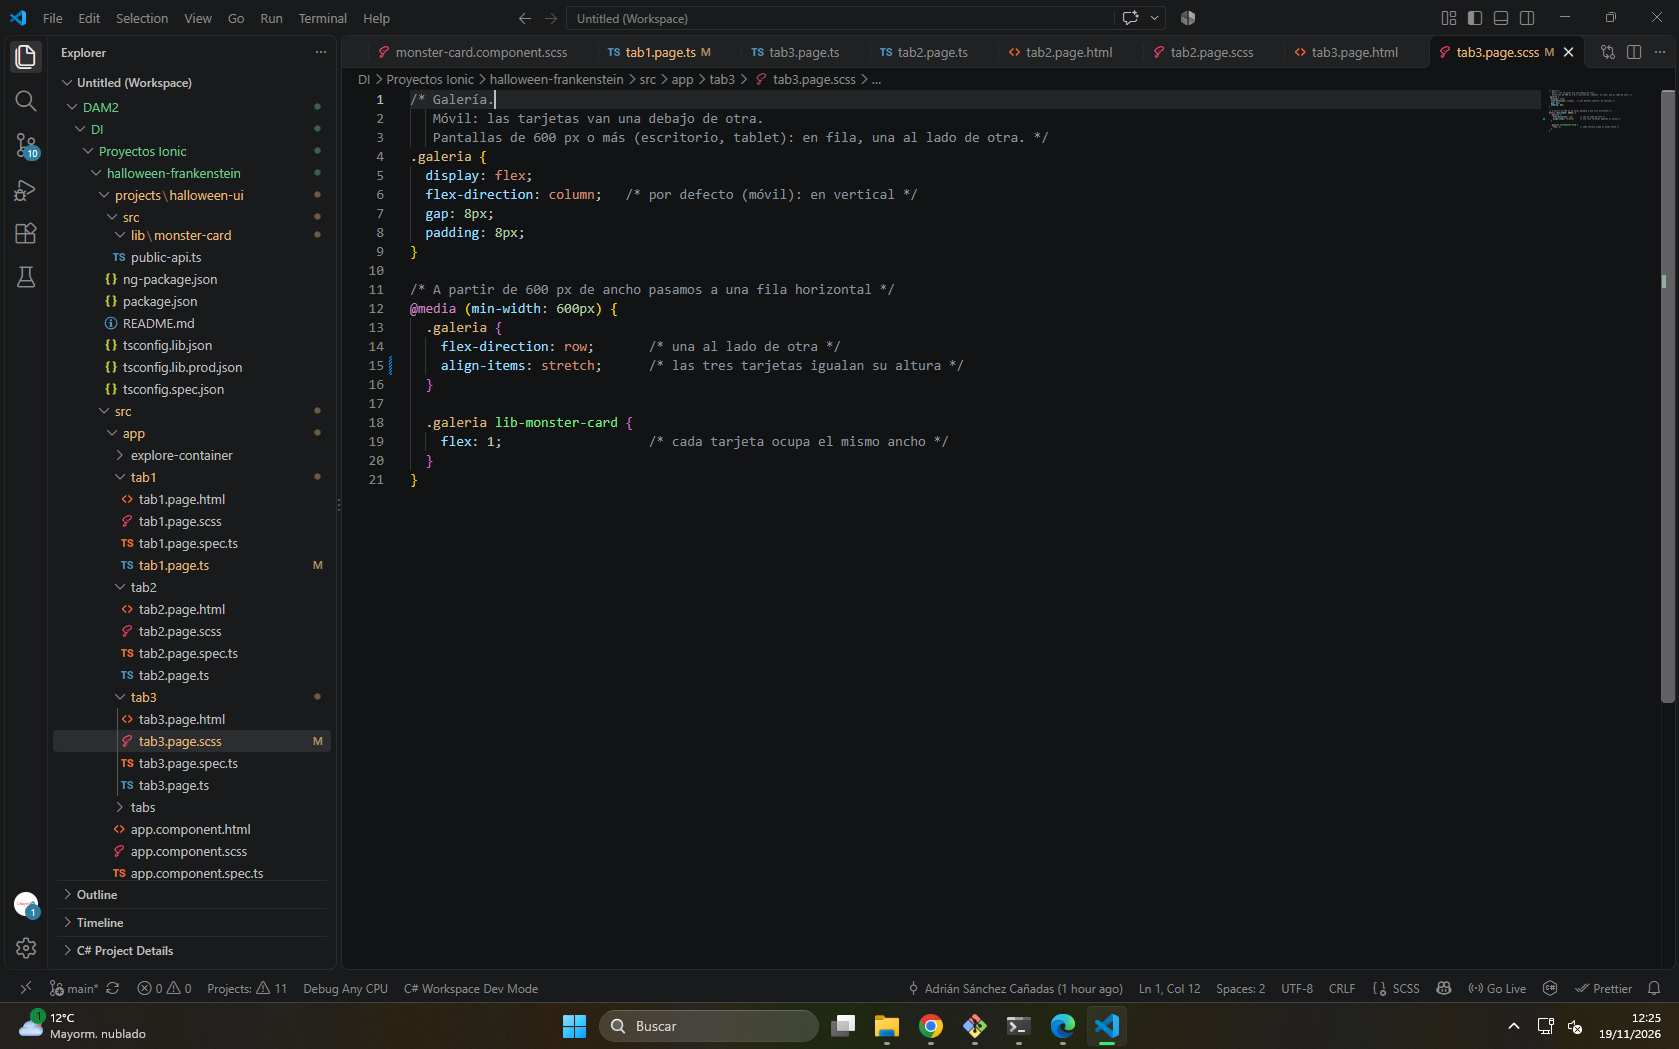 File Edit Selection View Go Run Terminal Help
Untitled (Workspace)
Explorer
Untitled (Workspace)
DAM2
DI
Proyectos Ionic
halloween-frankenstein
projects\halloween-ui
src
lib\monster-card
TS public-api.ts
{} ng-package.json
{} package.json
README.md
{} tsconfig.lib.json
{} tsconfig.lib.prod.json
{} tsconfig.spec.json
src
app
explore-container
tab1
<> tab1.page.html
tab1.page.scss
TS tab1.page.spec.ts
TS tab1.page.ts M
tab2
<> tab2.page.html
tab2.page.scss
TS tab2.page.spec.ts
TS tab2.page.ts
tab3
<> tab3.page.html
tab3.page.scss M
TS tab3.page.spec.ts
TS tab3.page.ts
tabs
<> app.component.html
app.component.scss
TS app.component.spec.ts
Outline
Timeline
C# Project Details
10
1
monster-card.component.scss
TS tab1.page.ts M
TS tab3.page.ts
TS tab2.page.ts
<> tab2.page.html
tab2.page.scss
<> tab3.page.html
tab3.page.scss M
DI > Proyectos Ionic > halloween-frankenstein > src > app > tab3 > tab3.page.scss > ...
1 /* Galería.
2 Móvil: las tarjetas van una debajo de otra.
3 Pantallas de 600 px o más (escritorio, tablet): en fila, una al lado de otra. */
4 .galeria {
5 display: flex;
6 flex-direction: column; /* por defecto (móvil): en vertical */
7 gap: 8px;
8 padding: 8px;
9 }
10
11 /* A partir de 600 px de ancho pasamos a una fila horizontal */
12 @media (min-width: 600px) {
13 .galeria {
14 flex-direction: row; /* una al lado de otra */
15 align-items: stretch; /* las tres tarjetas igualan su altura */
16 }
17
18 .galeria lib-monster-card {
19 flex: 1; /* cada tarjeta ocupa el mismo ancho */
20 }
21 }
main* 0 0 Projects: 11 Debug Any CPU C# Workspace Dev Mode
Adrián Sánchez Cañadas (1 hour ago) Ln 1, Col 12 Spaces: 2 UTF-8 CRLF {} SCSS Go Live Prettier
1
12°C
Mayorm. nublado
Buscar
12:25
19/11/2026